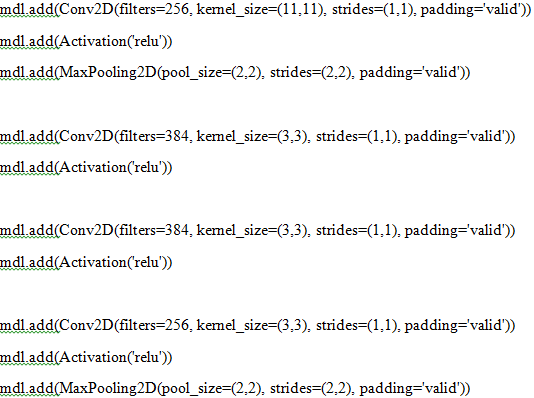 mdl.add(Conv2D(filters=256, kernel_size=(11,11), strides=(1,1), padding='valid'))
mdl.add(Activation('relu'))
mdl.add(MaxPooling2D(pool_size=(2,2), strides=(2,2), padding='valid'))
mdl.add(Conv2D(filters=384, kernel_size=(3,3), strides=(1,1), padding='valid'))
mdl.add(Activation('relu'))
mdl.add(Conv2D(filters=384, kernel_size=(3,3), strides=(1,1), padding='valid'))
mdl.add(Activation('relu'))
mdl.add(Conv2D(filters=256, kernel_size=(3,3), strides=(1,1), padding='valid'))
mdl.add(Activation('relu'))
mdl.add(MaxPooling2D(pool_size=(2,2), strides=(2,2), padding='valid'))